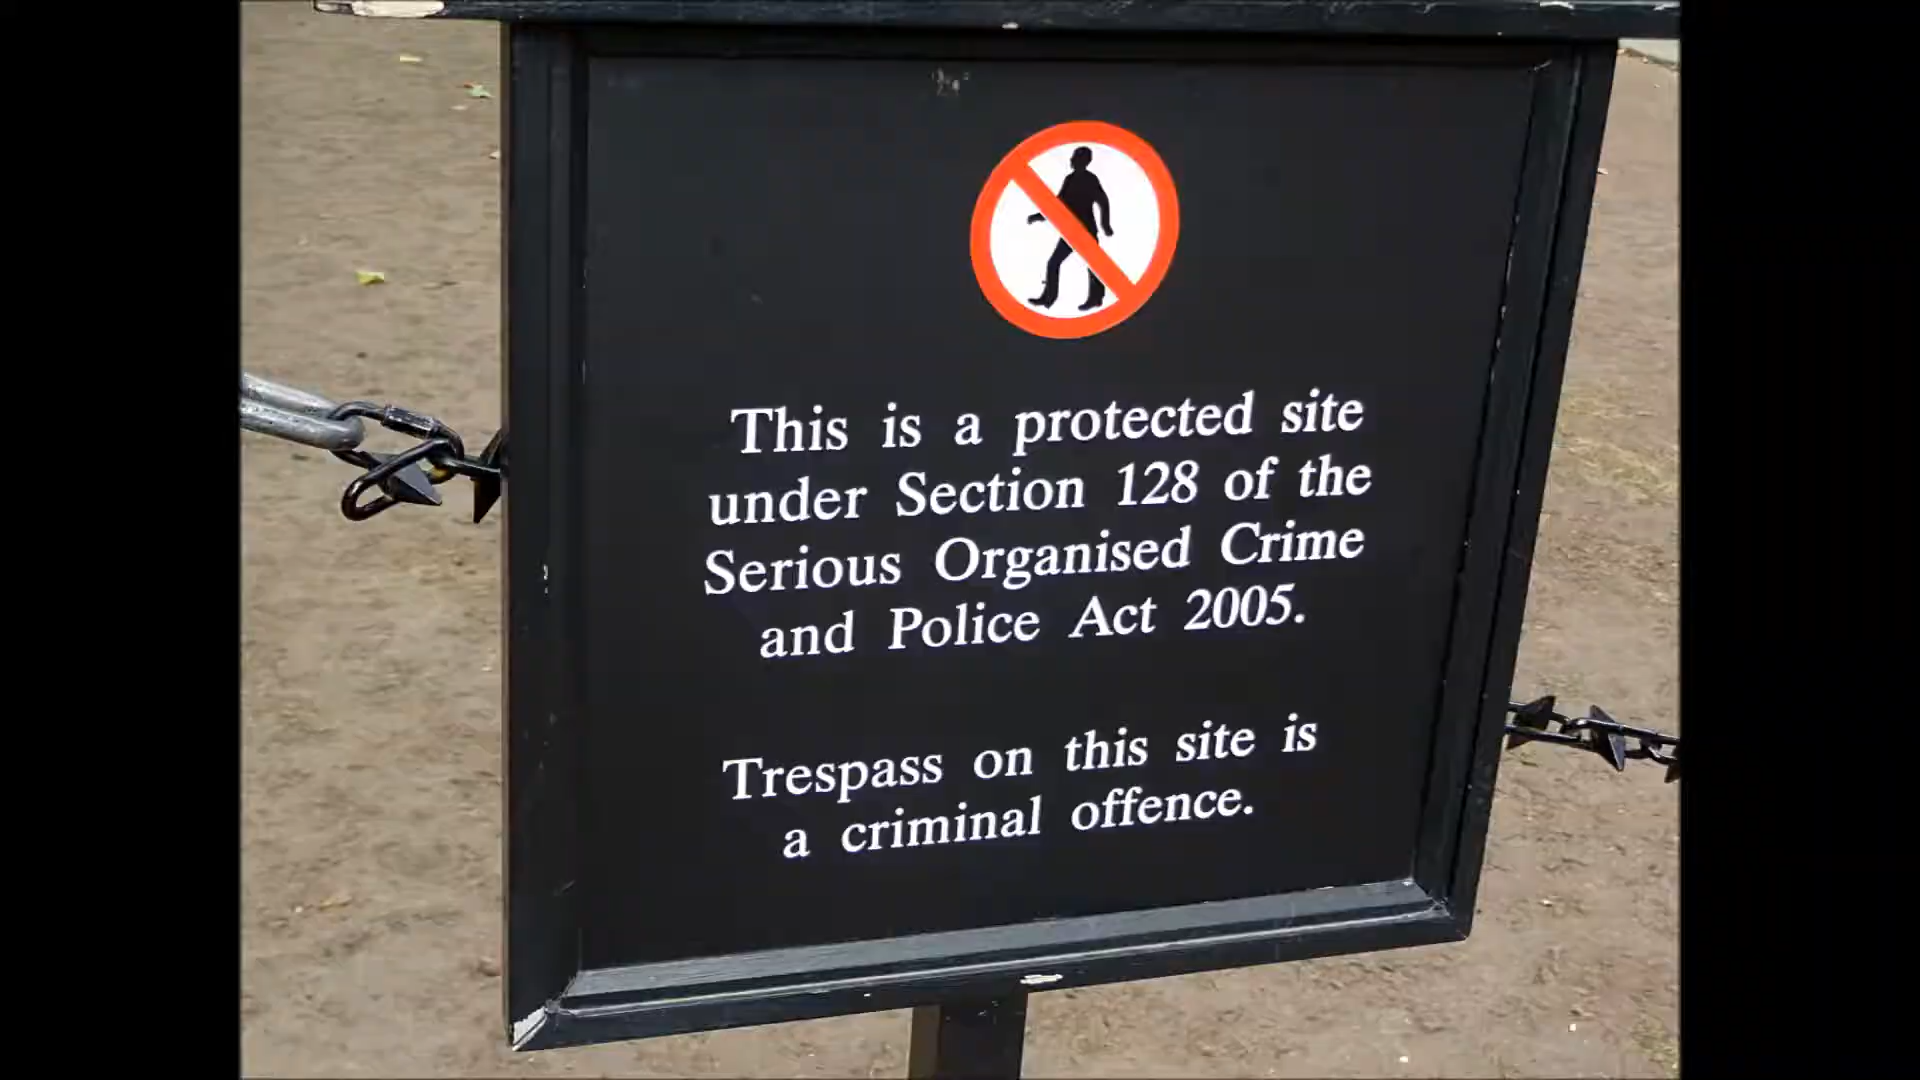 This is a protected site
under Section 128 of the
Serious Organised Crime
and Police Act 2005.
Trespass on this site is
a criminal offence.